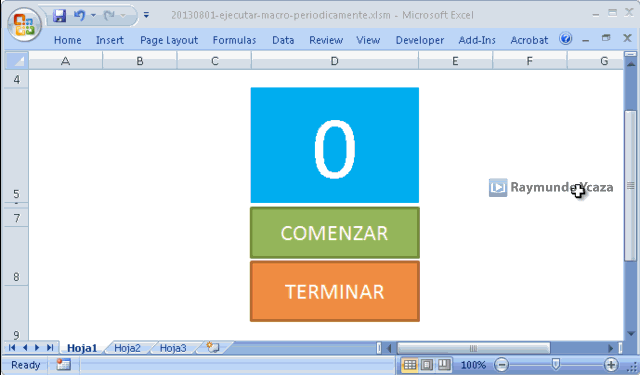 20130801-ejecutar-macro-periodicamente.xlsm - Microsoft Excel
Home Insert Page Layout Formulas Data Review View Developer Add-Ins Acrobat
A B C D E F G
4
0
Raymundo Ycaza
5
7
COMENZAR
8
TERMINAR
9
Hoja1 Hoja2 Hoja3
Ready 100%